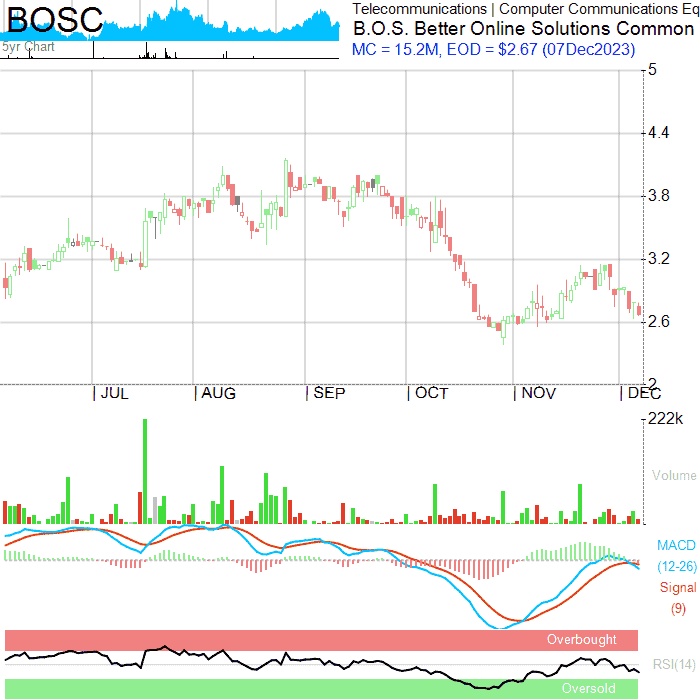 BOSC
5yr Chart
Telecommunications | Computer Communications Eq
B.O.S. Better Online Solutions Common
MC = 15.2M, EOD = $2.67 (07Dec2023)
5
4.4
3.8
3.2
2.6
2
JUL AUG SEP OCT NOV DEC
222k
Volume
MACD
(12-26)
Signal
(9)
Overbought
RSI(14)
Oversold